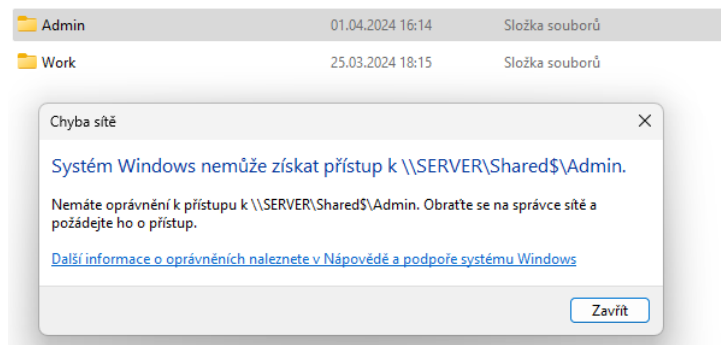 Admin 01.04.2024 16:14 Složka souborů
Work 25.03.2024 18:15 Složka souborů
Chyba sítě
Systém Windows nemůže získat přístup k \\SERVER\Shared$\Admin.
Nemáte oprávnění k přístupu k \\SERVER\Shared$\Admin. Obraťte se na správce sítě a
požádejte ho o přístup.
Další informace o oprávněních naleznete v Nápovědě a podpoře systému Windows
Zavřít